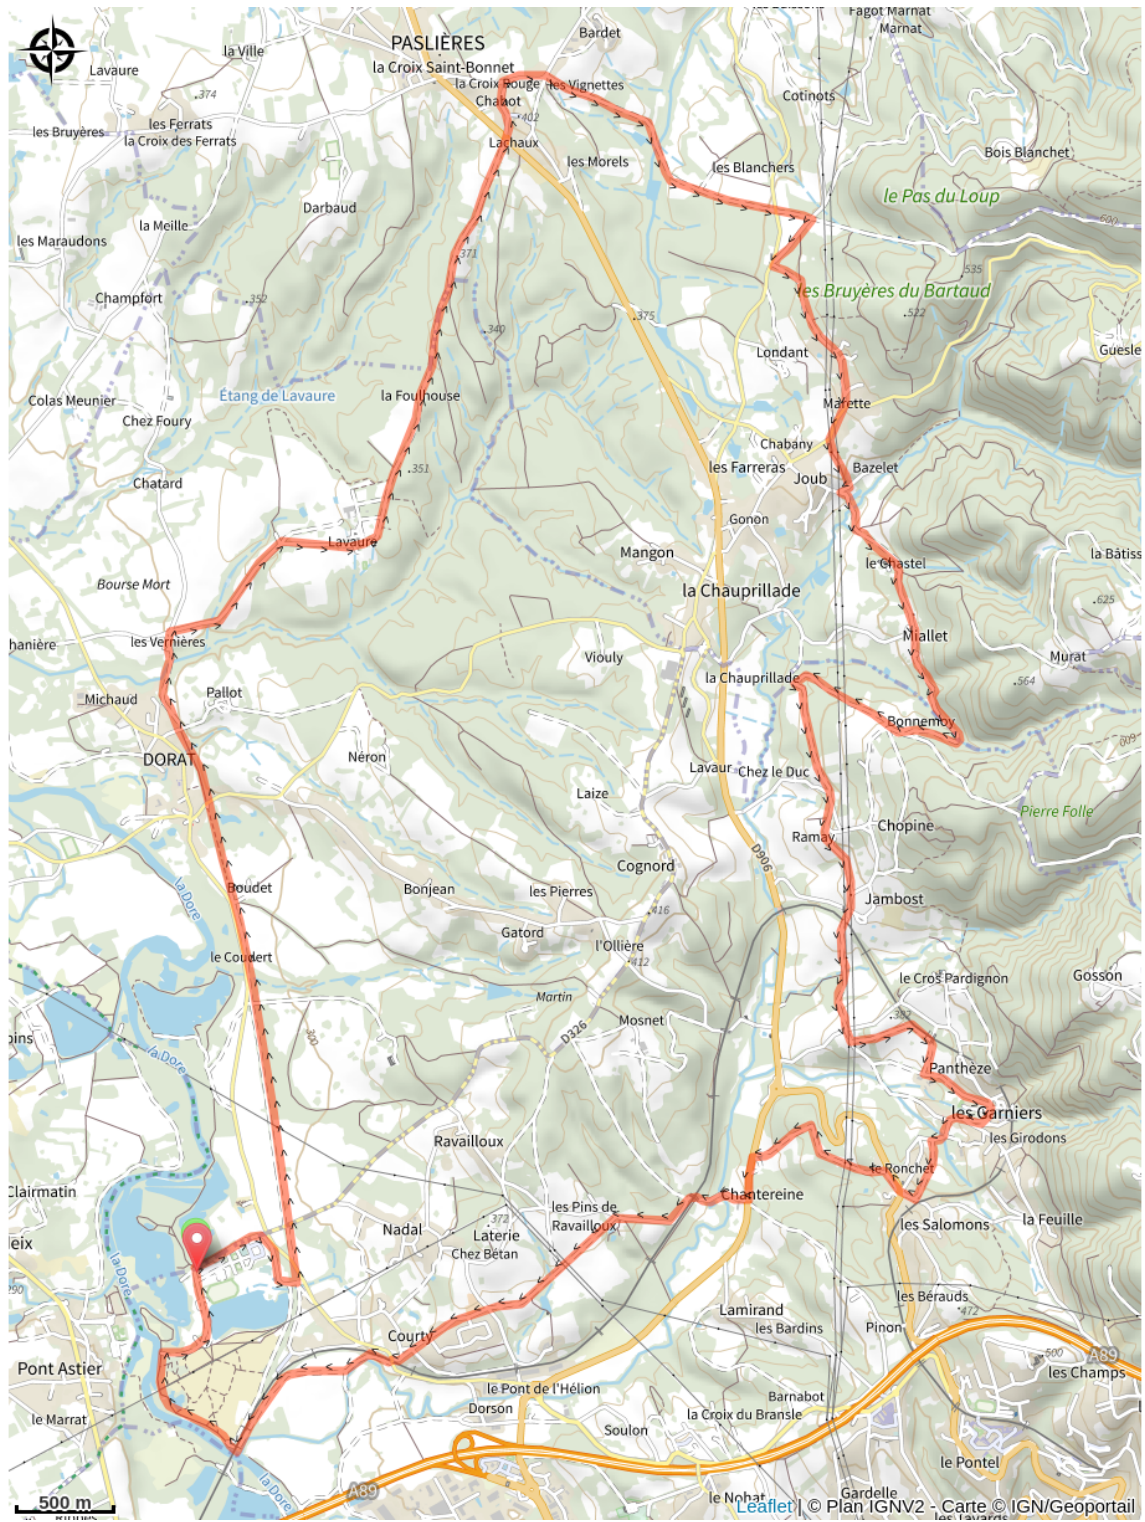 Fagot Marnat
Marnat
Bardet
PASLIÈRES
la Ville
la Croix Saint-Bonnet
Lavaure
la Croix Rouge
les Vignettes
.374
Chabot
Cotinots
.402
les Ferrats
les Bruyères
la Croix des Ferrats
Lachaux
Bois Blanchet
les Morels
les Blanchers
le Pas du Loup
Darbaud
la Meille
600
les Maraudons
371
.535
les Bruyères du Bartaud
Champfort
.352
.522
.375
.340
Londant
Guesle
Étang de Lavaure
la Foulhouse
Colas Meunier
Marette
Chez Foury
Chabany
les Farreras
Bazelet
.351
Joub
Chatard
Gonon
Lavaure
Mangon
la Bâtiss
le Chastel
Bourse Mort
la Chauprillade
.625
les Vernières
Miallet
hanière
Viouly
Murat
la Chauprillade
.564
Michaud
Pallot
Bonnemoy
600
DORAT
Néron
Lavaur
Chez le Duc
Laize
Pierre Folle
Chopine
Ramay
D906
Cognord
la Dore
Boudet
Bonjean
les Pierres
Jambost
.416
Gatord
l'Ollière
le Coudert
.412
le Cros Pardignon
Gosson
Martin
.382
Mosnet
300
D326
oins
la Dore
Panthèze
les Garniers
Ravailloux
les Girodons
le Ronchet
Clairmatin
Chantereine
les Pins de
Ravailloux
.372
Nadal
Laterie
les Salomons
la Feuille
eix
Chez Bétan
la Dore
290
les Bérauds
Lamirand
.472
les Bardins
Pinon
Courty
A89
.500
Pont Astier
les Champs
le Pont de l'Hélion
Barnabot
Dorson
la Croix du Bransle
le Marrat
Soulon
le Pontel
la Dore
A89
le Nohat
Gardelle
500 m
Leaflet | © Plan IGNV2 - Carte © IGN/Geoportail